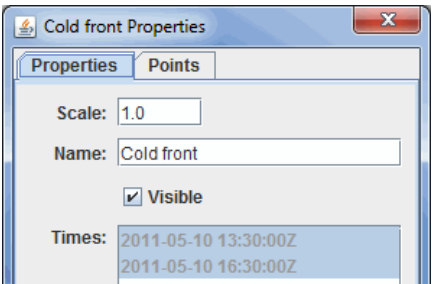 Cold front Properties
Properties Points
Scale: 1.0
Name: Cold front
Visible
Times: 2011-05-10 13:30:00Z
2011-05-10 16:30:00Z